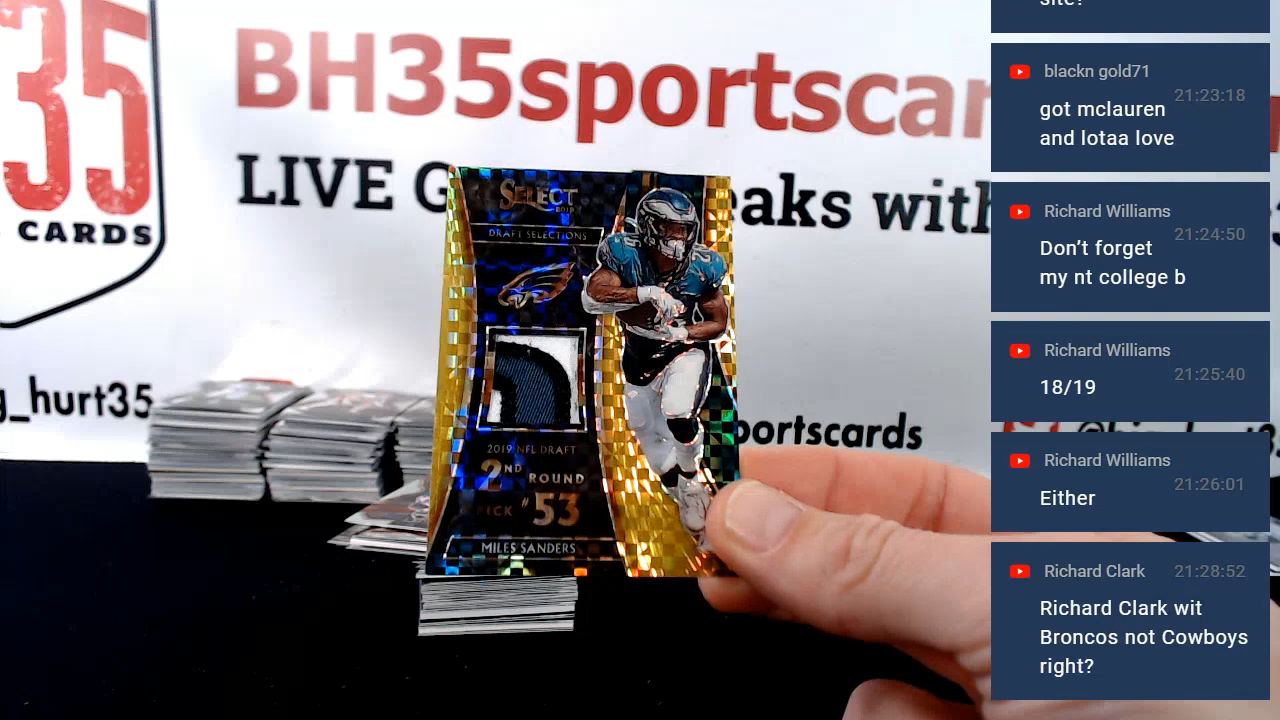 35
CARDS
BH35sportscar
LIVE G
eaks with
g_hurt35
portscards
SELECT
2019
DRAFT SELECTIONS
2019 NFL DRAFT
2ND ROUND
PICK #53
MILES SANDERS
site?
blackn gold71
21:23:18
got mclauren
and lotaa love
Richard Williams
21:24:50
Don’t forget
my nt college b
Richard Williams
21:25:40
18/19
Richard Williams
21:26:01
Either
Richard Clark
21:28:52
Richard Clark wit
Broncos not Cowboys
right?